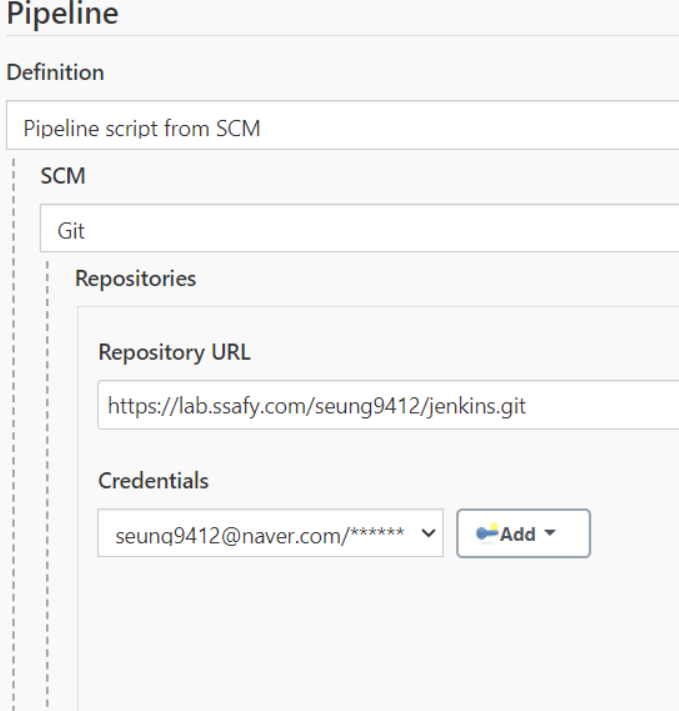 Pipeline
Definition
Pipeline script from SCM
SCM
Git
Repositories
Repository URL
https://lab.ssafy.com/seung9412/jenkins.git
Credentials
seung9412@naver.com/******
Add